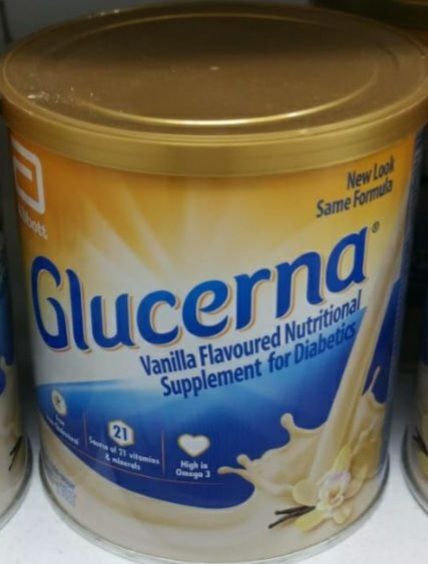 New Look
Same Formula
Abbott
Glucerna®
Vanilla Flavoured Nutritional
Supplement for Diabetics
21
Source of 21 vitamins
& minerals
High in
Omega 3